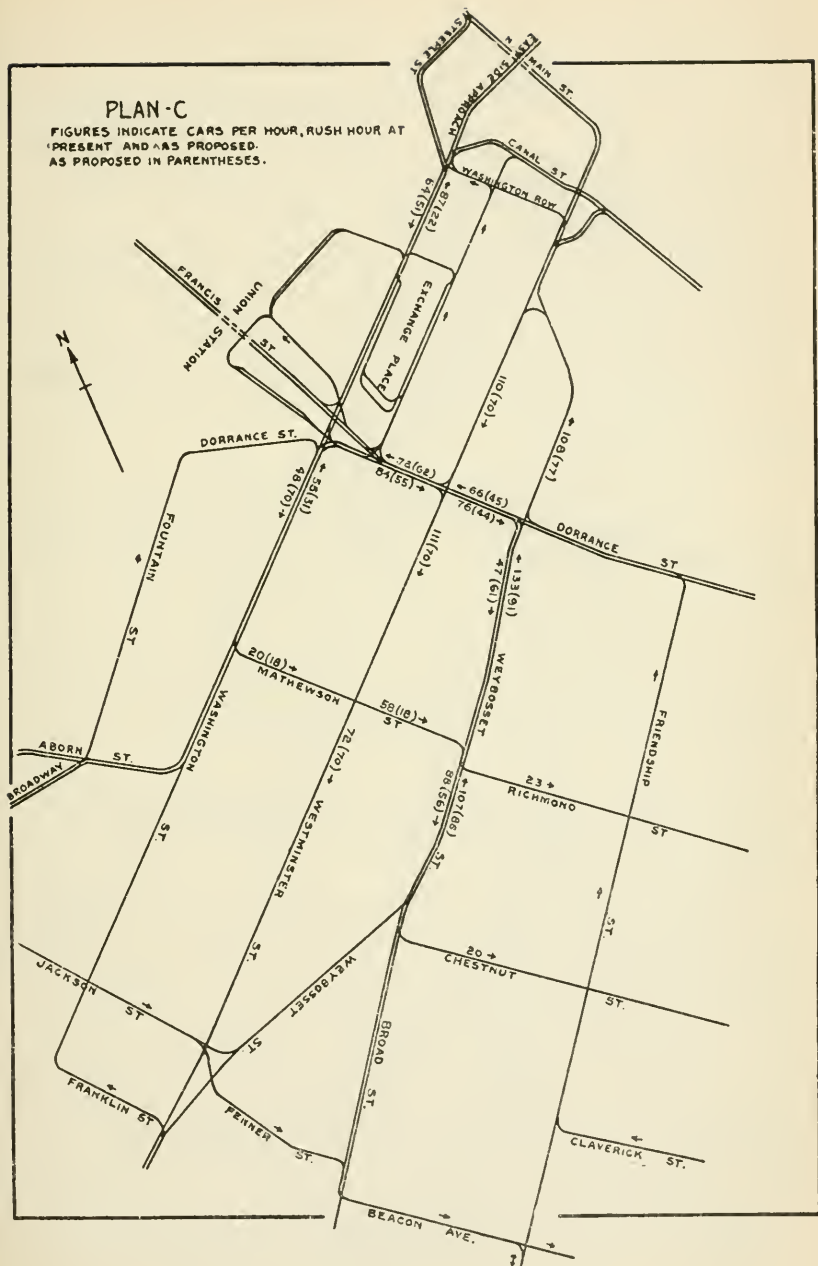 PLAN-C
FIGURES INDICATE CARS PER HOUR, RUSH HOUR AT
PRESENT AND AS PROPOSED.
AS PROPOSED IN PARENTHESES.
STEEPLE ST.
EAST SIDE APPROACH
N. MAIN ST.
CANAL ST
WASHINGTON ROW
64(51)
87(22)
EXCHANGE PLACE
FRANCIS ST
UNION STATION
N
110(70)
108(77)
DORRANCE ST.
78(62)
84(55)
66(45)
76(44)
DORRANCE ST
48(70)
55(31)
111(70)
47(61)
133(91)
FOUNTAIN ST
20(18)
MATHEWSON ST
58(18)
WEYBOSSET ST.
FRIENDSHIP ST.
WASHINGTON ST.
ABORN ST.
BROADWAY
72(70)
WESTMINSTER ST.
88(56)
107(86)
23
RICHMOND ST
JACKSON ST
WEYBOSSET ST.
20
CHESTNUT ST.
BROAD ST.
FRANKLIN ST
FENNER ST.
CLAVERICK ST.
BEACON AVE.